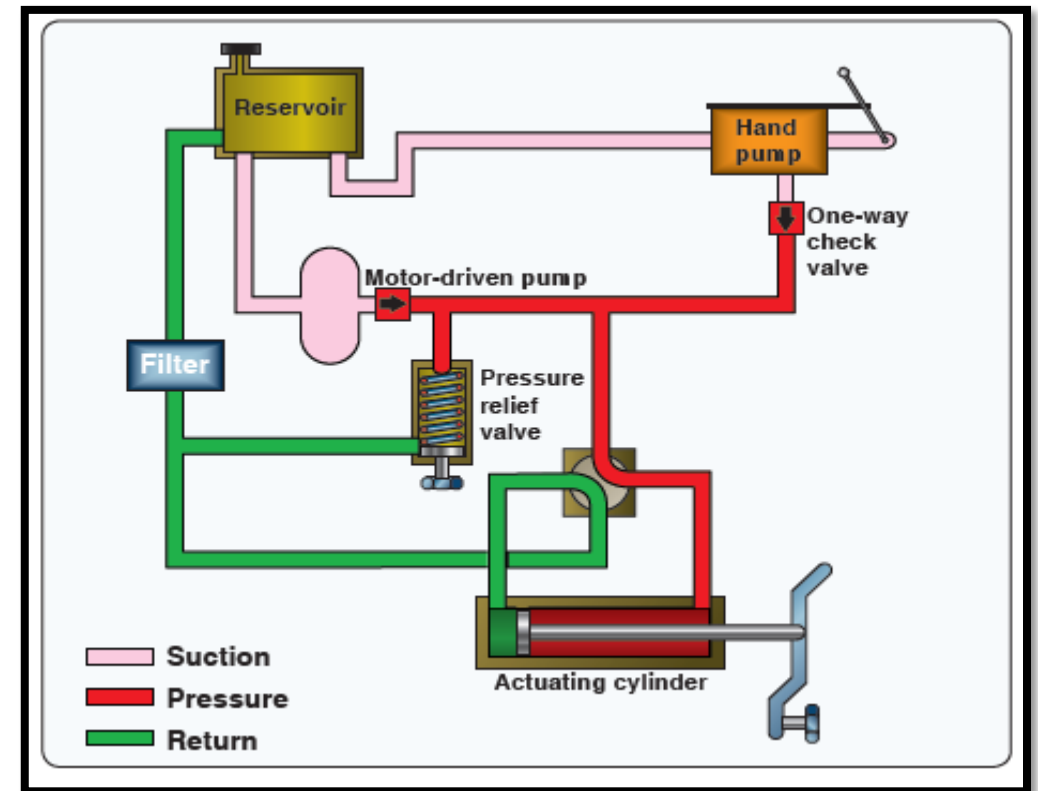 Reservoir
Hand
pump
One-way
check
valve
Motor-driven pump
Filter
Pressure
relief
valve
Actuating cylinder
Suction
Pressure
Return